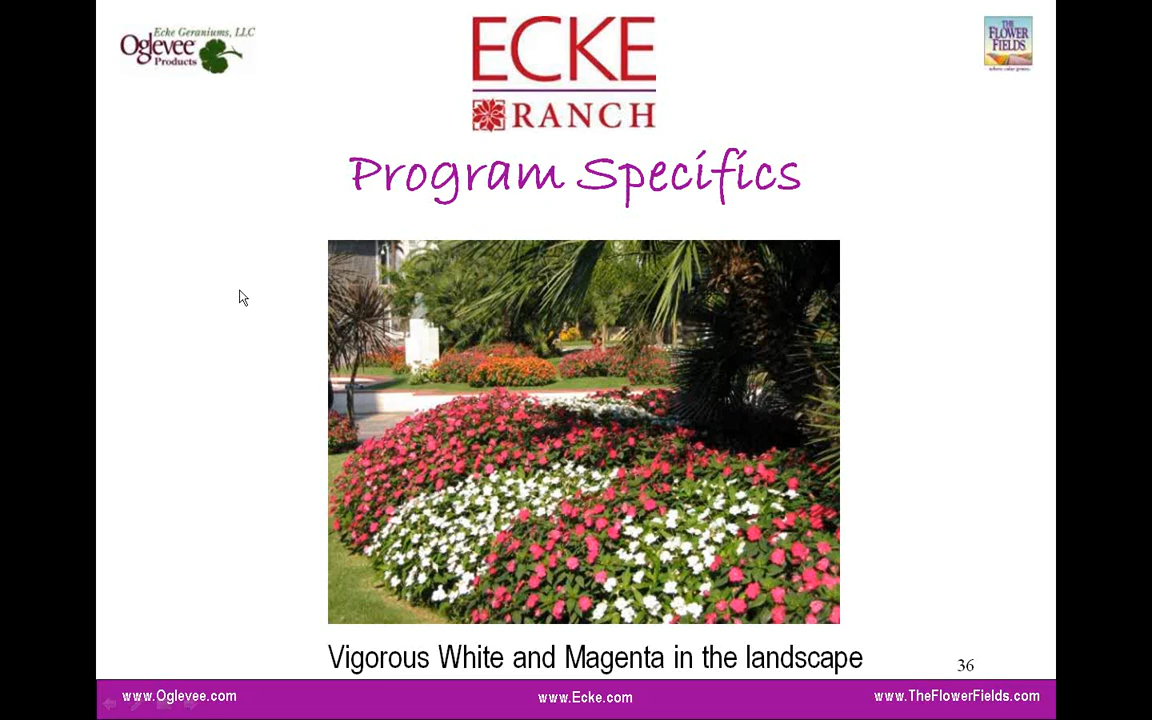 Ecke Geraniums, LLC
Oglevee
Products
ECKE
RANCH
THE
FLOWER
FIELDS
Program Specifics
Vigorous White and Magenta in the landscape
36
www.Oglevee.com
www.Ecke.com
www.TheFlowerFields.com